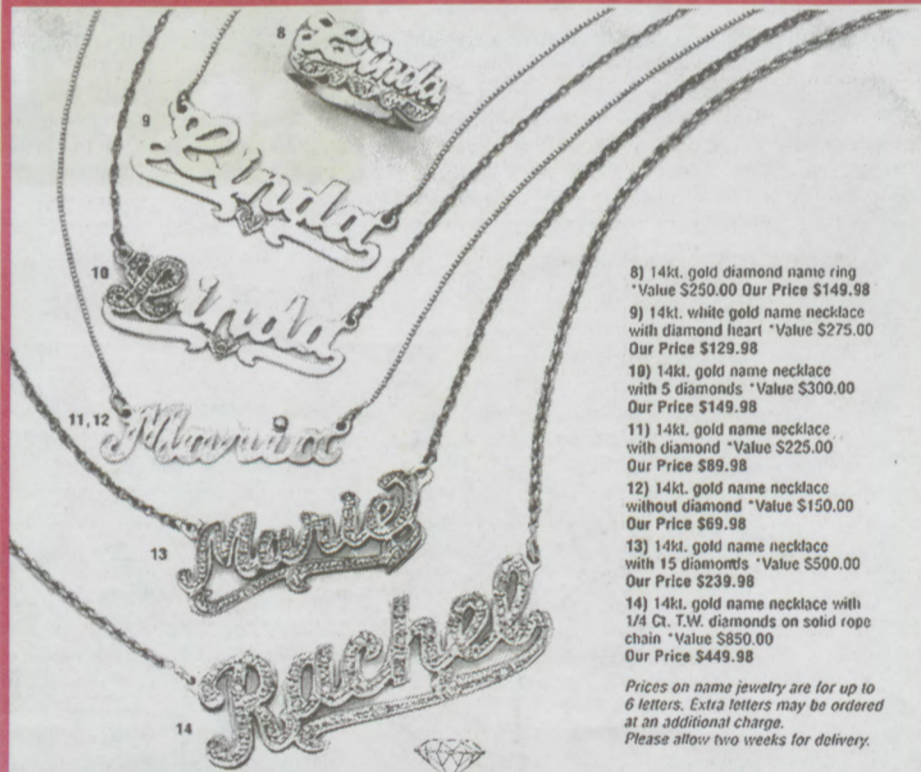 8
Linda
9
Linda
10
Linda
11, 12
Maria
13
Marie
14
Rachel
8) 14kt. gold diamond name ring
*Value $250.00 Our Price $149.98
9) 14kt. white gold name necklace
with diamond heart *Value $275.00
Our Price $129.98
10) 14kt. gold name necklace
with 5 diamonds *Value $300.00
Our Price $149.98
11) 14kt. gold name necklace
with diamond *Value $225.00
Our Price $89.98
12) 14kt. gold name necklace
without diamond *Value $150.00
Our Price $69.98
13) 14kt. gold name necklace
with 15 diamonds *Value $500.00
Our Price $239.98
14) 14kt. gold name necklace with
1/4 Ct. T.W. diamonds on solid rope
chain *Value $850.00
Our Price $449.98
Prices on name jewelry are for up to
6 letters. Extra letters may be ordered
at an additional charge.
Please allow two weeks for delivery.